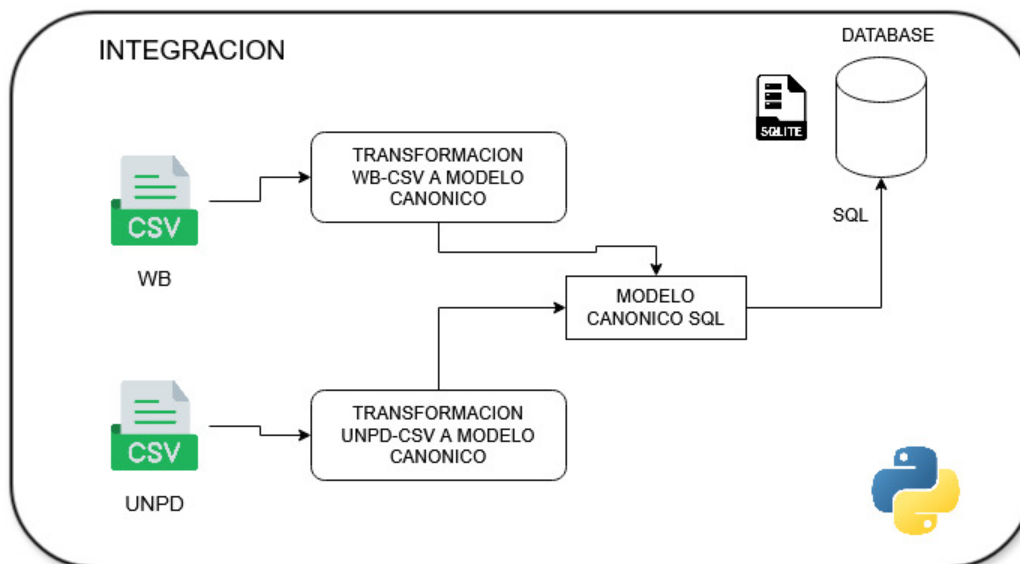 INTEGRACION
DATABASE
SQLITE
TRANSFORMACION
WB-CSV A MODELO
CANONICO
CSV
WB
SQL
MODELO
CANONICO SQL
TRANSFORMACION
UNPD-CSV A MODELO
CANONICO
CSV
UNPD